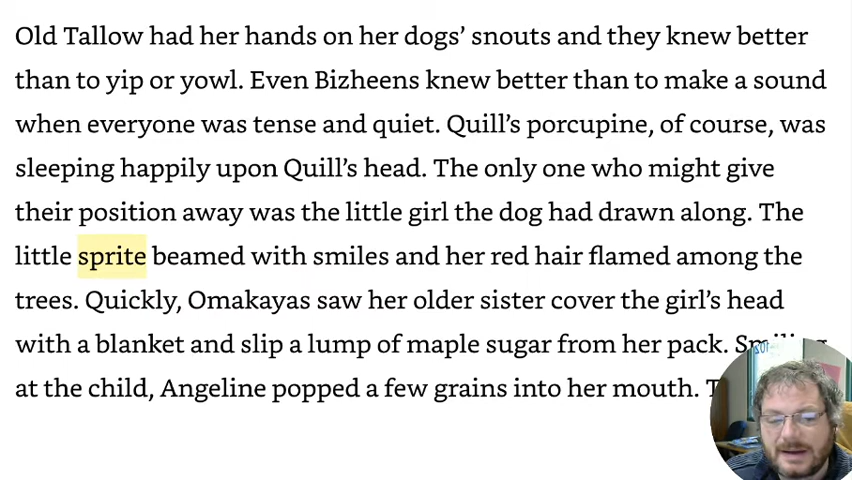 Old Tallow had her hands on her dogs’ snouts and they knew better
than to yip or yowl. Even Bizheens knew better than to make a sound
when everyone was tense and quiet. Quill’s porcupine, of course, was
sleeping happily upon Quill’s head. The only one who might give
their position away was the little girl the dog had drawn along. The
little sprite beamed with smiles and her red hair flamed among the
trees. Quickly, Omakayas saw her older sister cover the girl’s head
with a blanket and slip a lump of maple sugar from her pack.
at the child, Angeline popped a few grains into her mouth.